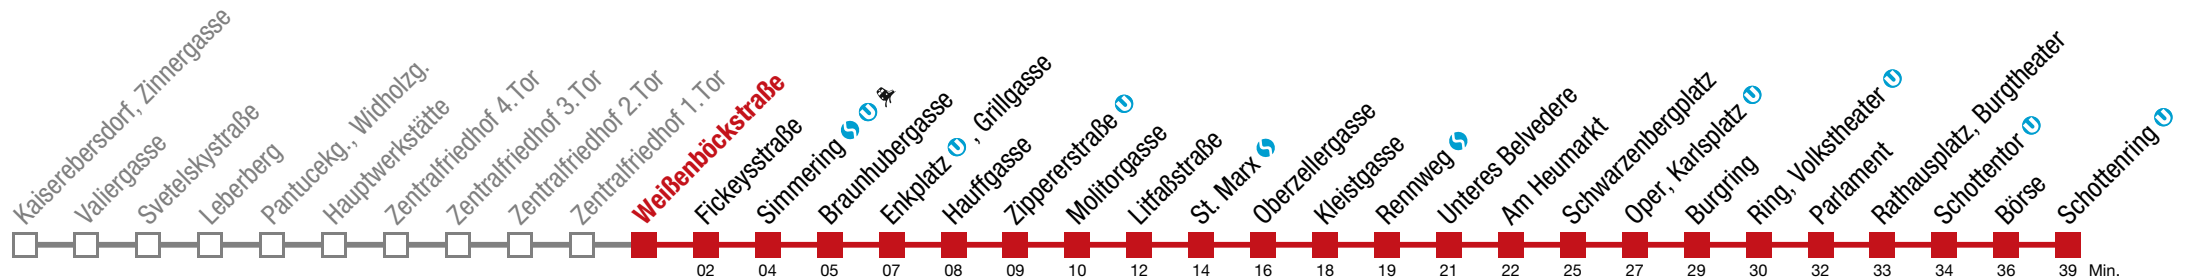 Kaiserebersdorf, Zinnergasse
Valiergasse
Svetelskystraße
Leberberg
Pantucekg., Widholzg.
Hauptwerkstätte
Zentralfriedhof 4.Tor
Zentralfriedhof 3.Tor
Zentralfriedhof 2.Tor
Zentralfriedhof 1.Tor
Weißenböckstraße
Fickeysstraße
Simmering S U
Braunhubergasse
Enkplatz U , Grillgasse
Hauffgasse
Zippererstraße U
Molitorgasse
Litfaßstraße
St. Marx S
Oberzellergasse
Kleistgasse
Rennweg S
Unteres Belvedere
Am Heumarkt
Schwarzenbergplatz
Oper, Karlsplatz U
Burgring
Ring, Volkstheater U
Parlament
Rathausplatz, Burgtheater
Schottentor U
Börse
Schottenring U
02 04 05 07 08 09 10 12 14 16 18 19 21 22 25 27 29 30 32 33 34 36 39 Min.